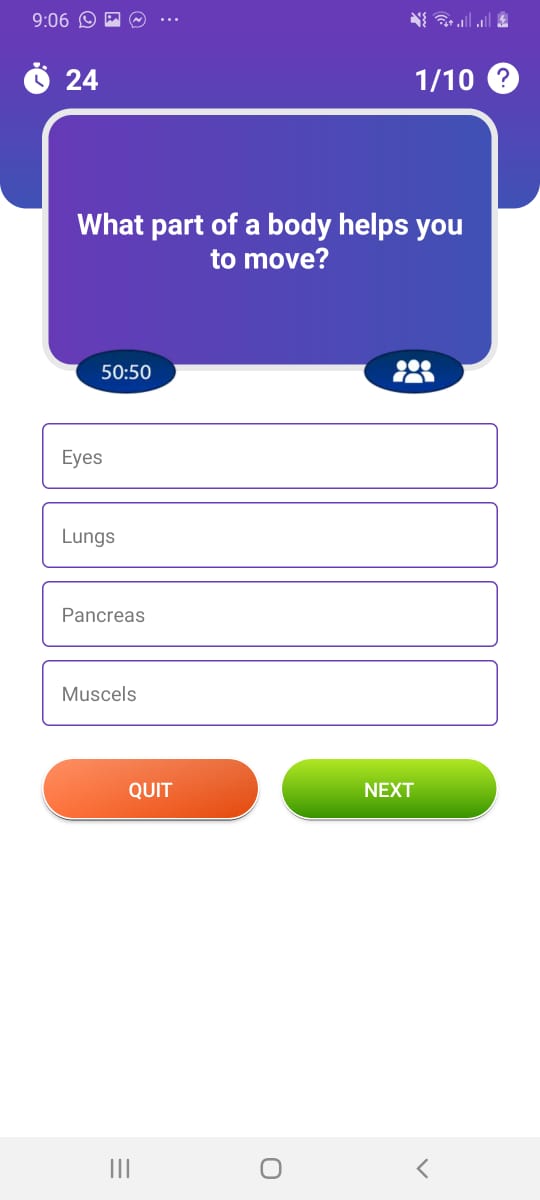 9:06
24
1/10
What part of a body helps you
to move?
50:50
Eyes
Lungs
Pancreas
Muscels
QUIT
NEXT